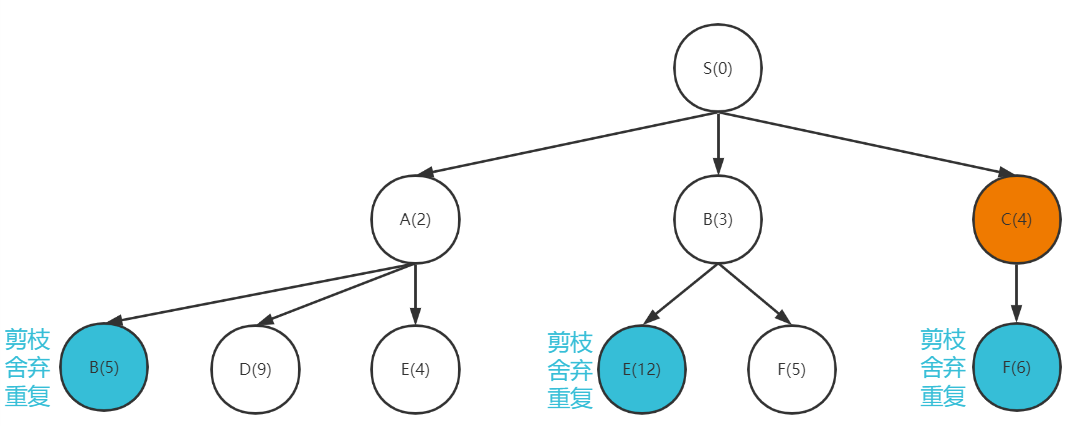 S(0)
A(2)
B(3)
C(4)
剪枝
舍弃
重复
B(5)
D(9)
E(4)
剪枝
舍弃
重复
E(12)
F(5)
剪枝
舍弃
重复
F(6)